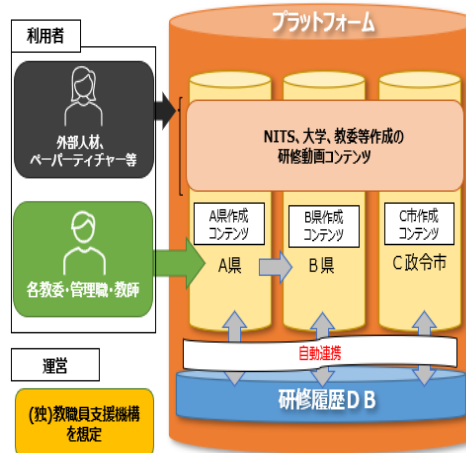 利用者
外部人材、
ペーパーティチャー等
各教委・管理職・教師
運営
(独)教職員支援機構
を想定
プラットフォーム
NITS、大学、教委等作成の
研修動画コンテンツ
A県作成
コンテンツ
B県作成
コンテンツ
C市作成
コンテンツ
A県
B県
C政令市
自動連携
研修履歴DB